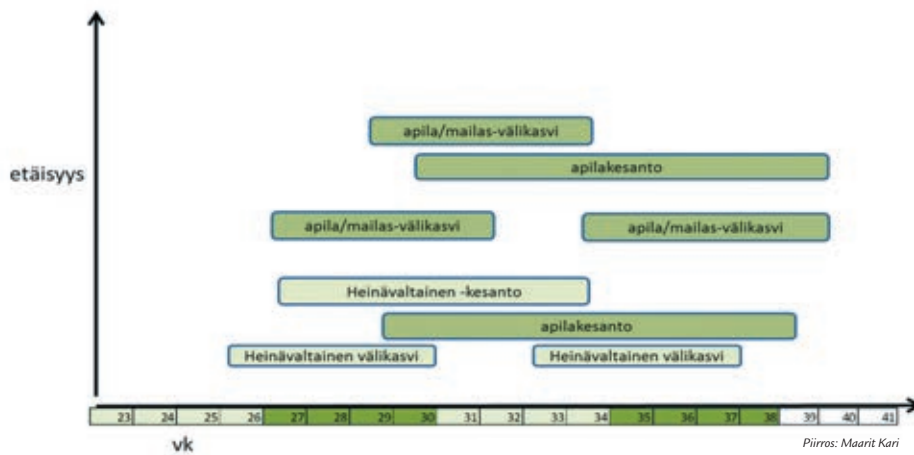 apila/mailas-välikasvi
apilakesanto
etäisyys
apila/mailas-välikasvi apila/mailas-välikasvi
Heinävaltainen -kesanto
apilakesanto
Heinävaltainen välikasvi Heinävaltainen välikasvi
23 24 25 26 27 28 29 30 31 32 33 34 35 36 37 38 39 40 41
vk
Piirros: Maarit Kari